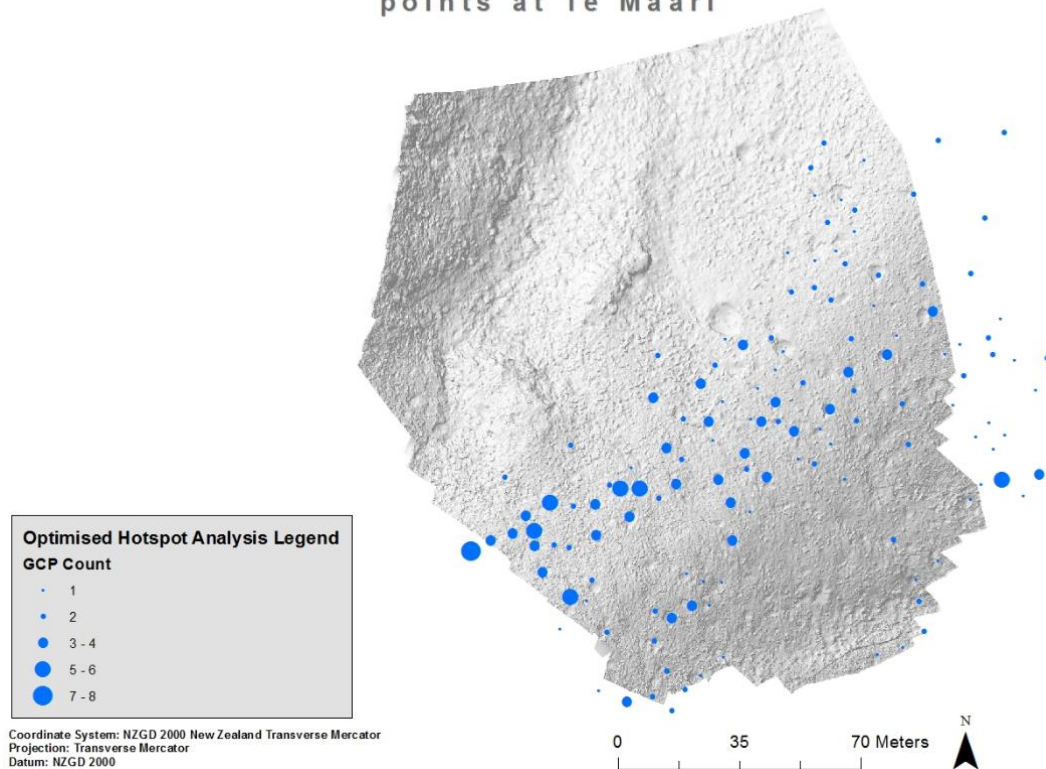 points at Te Maari
Optimised Hotspot Analysis Legend
GCP Count
1
2
3 - 4
5 - 6
7 - 8
Coordinate System: NZGD 2000 New Zealand Transverse Mercator
Projection: Transverse Mercator
Datum: NZGD 2000
0 35 70 Meters
N